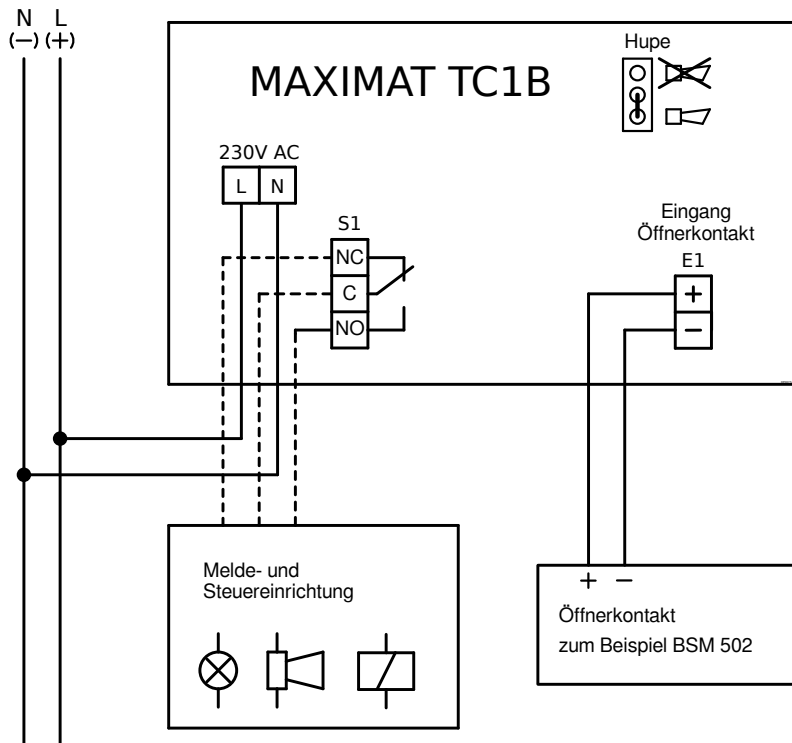 N L
(−) (+)
Hupe
MAXIMAT TC1B
230V AC
L N
S1
NC
C
NO
Eingang
Öffnerkontakt
E1
+
−
Melde- und
Steuereinrichtung
+ −
Öffnerkontakt
zum Beispiel BSM 502